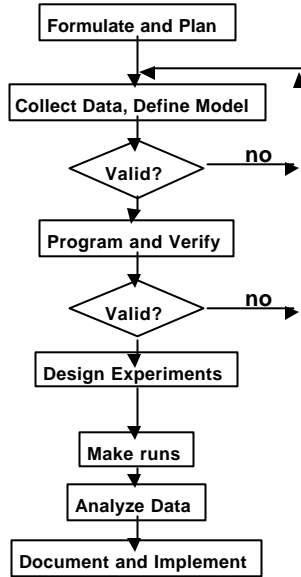 Formulate and Plan
Collect Data, Define Model
Valid?
no
Program and Verify
Valid?
no
Design Experiments
Make runs
Analyze Data
Document and Implement